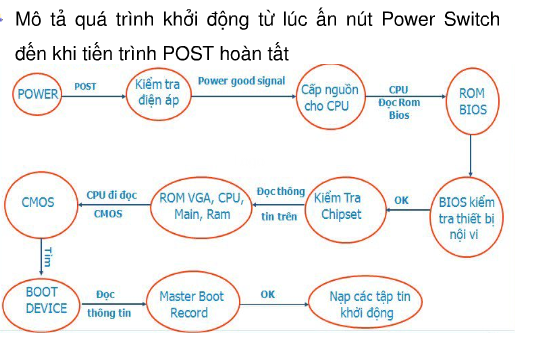 Mô tả quá trình khởi động từ lúc ấn nút Power Switch
đến khi tiến trình POST hoàn tất
POWER
POST
Kiểm tra
điện áp
Power good signal
Cấp nguồn
cho CPU
CPU
Đọc Rom
Bios
ROM
BIOS
BIOS kiểm
tra thiết bị
nội vi
OK
Kiểm Tra
Chipset
Đọc thông
tin trên
ROM VGA, CPU,
Main, Ram
CPU đi đọc
CMOS
CMOS
Tìm
BOOT
DEVICE
Đọc
thông tin
Master Boot
Record
OK
Nạp các tập tin
khởi động